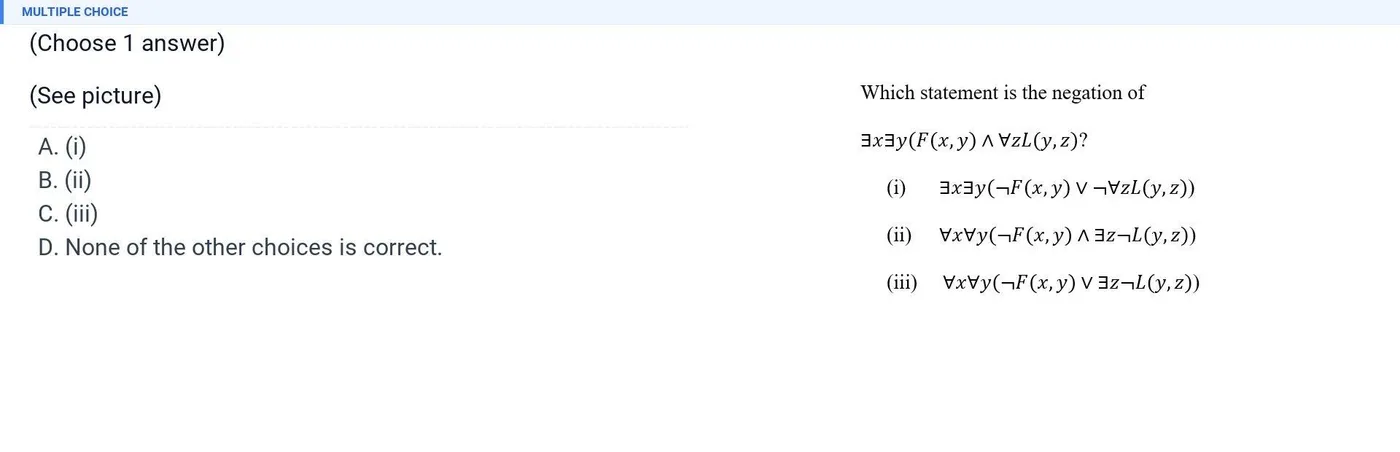 MULTIPLE CHOICE
(Choose 1 answer)
(See picture)
A. (i)
B. (ii)
C. (iii)
D. None of the other choices is correct.
Which statement is the negation of
∃x∃y(F(x, y) ∧ ∀zL(y, z)?
(i) ∃x∃y(¬F(x, y) ∨ ¬∀zL(y, z))
(ii) ∀x∀y(¬F(x, y) ∧ ∃z¬L(y, z))
(iii) ∀x∀y(¬F(x, y) ∨ ∃z¬L(y, z))